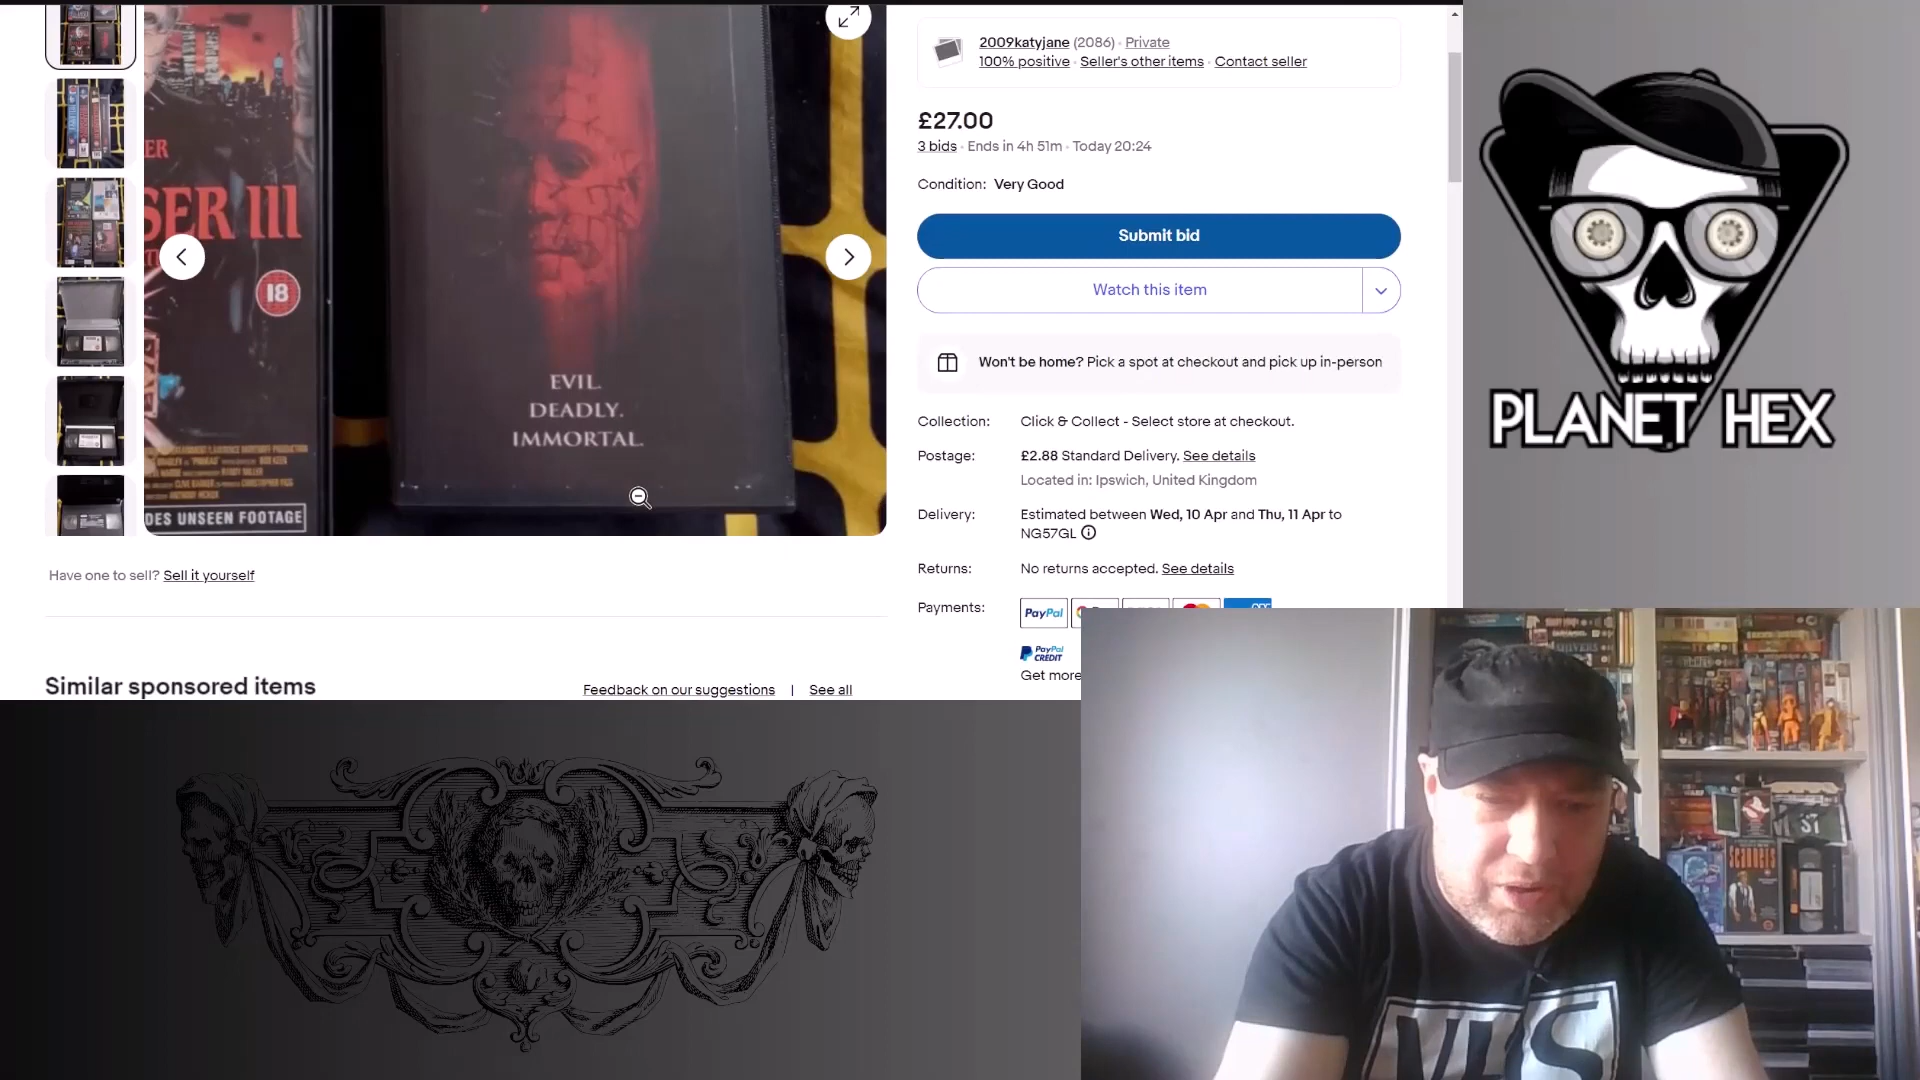 2009katyjane (2086) · Private
100% positive · Seller's other items · Contact seller
£27.00
3 bids · Ends in 4h 51m · Today 20:24
Condition: Very Good
Submit bid
Watch this item
Won't be home? Pick a spot at checkout and pick up in-person
Collection: Click & Collect - Select store at checkout.
Postage: £2.88 Standard Delivery. See details
Located in: Ipswich, United Kingdom
Delivery: Estimated between Wed, 10 Apr and Thu, 11 Apr to
NG57GL
Returns: No returns accepted. See details
Payments: PayPal
PayPal
CREDIT
Get more
SER III
18
DES UNSEEN FOOTAGE
EVIL.
DEADLY.
IMMORTAL.
Have one to sell? Sell it yourself
Similar sponsored items
Feedback on our suggestions | See all
PLANET HEX
VHS